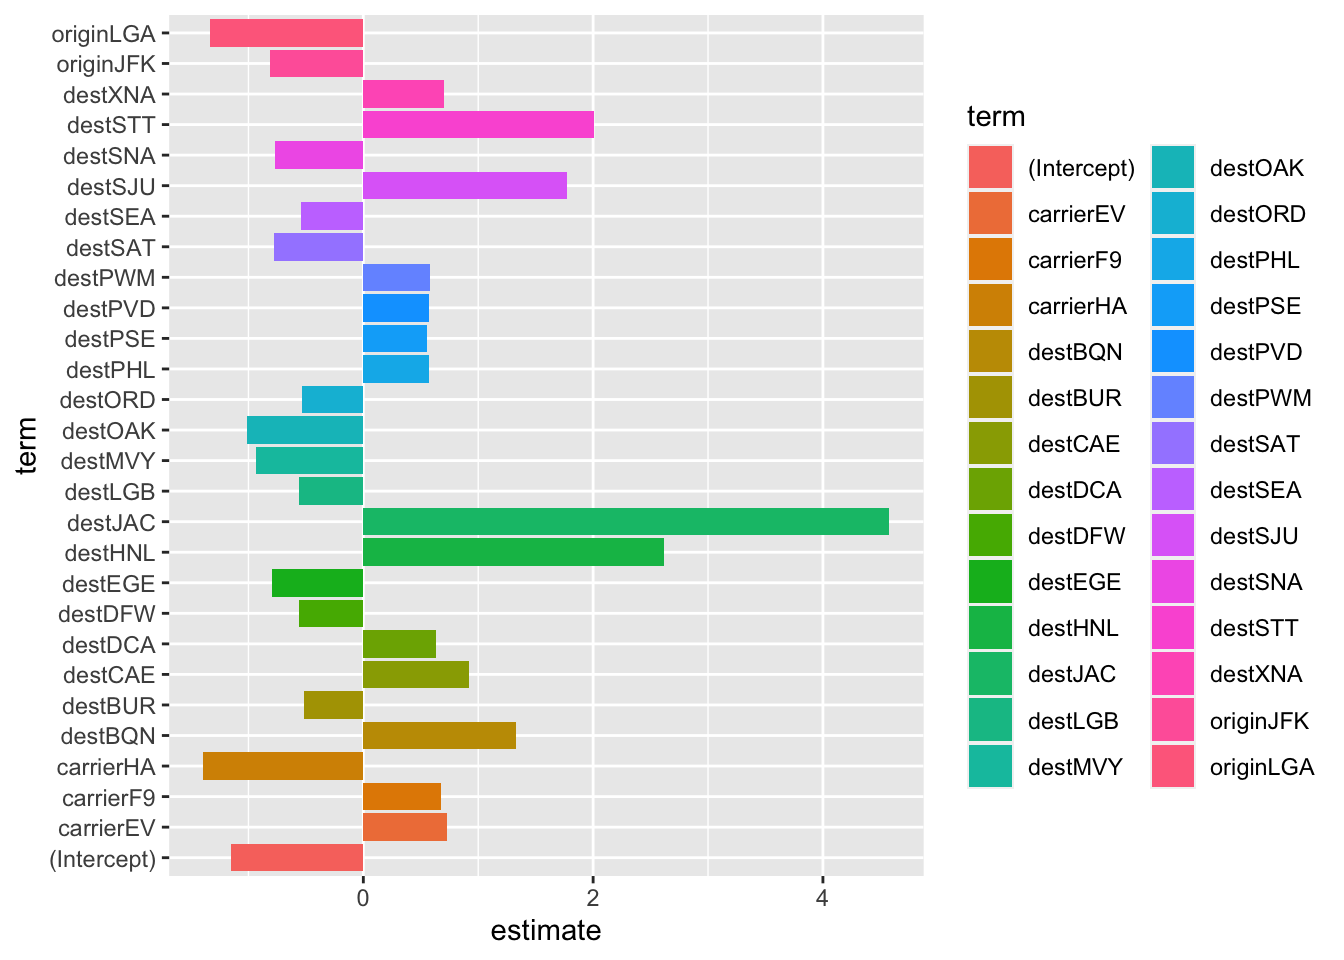 originLGA
originJFK
destXNA
destSTT
destSNA
destSJU
destSEA
destSAT
destPWM
destPVD
destPSE
destPHL
destORD
destOAK
destMVY
destLGB
destJAC
destHNL
destEGE
destDFW
destDCA
destCAE
destBUR
destBQN
carrierHA
carrierF9
carrierEV
(Intercept)
term
0 2 4
estimate
term
(Intercept) destOAK
carrierEV destORD
carrierF9 destPHL
carrierHA destPSE
destBQN destPVD
destBUR destPWM
destCAE destSAT
destDCA destSEA
destDFW destSJU
destEGE destSNA
destHNL destSTT
destJAC destXNA
destLGB originJFK
destMVY originLGA